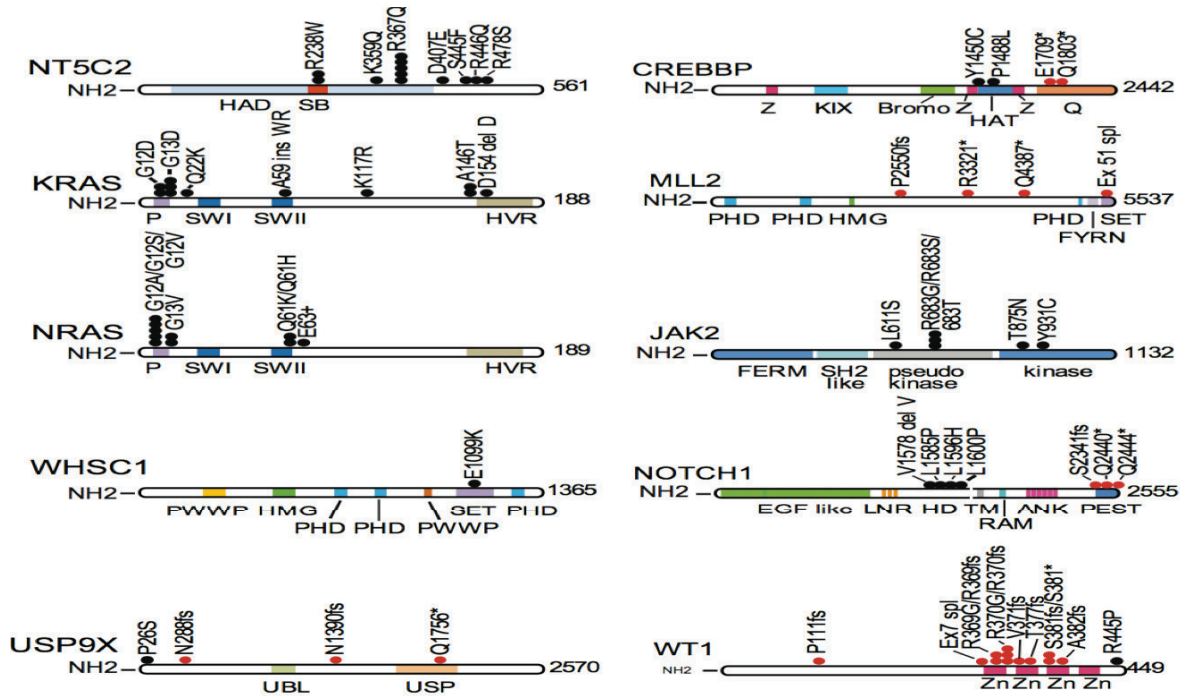 R238W
K359Q
R367Q
D407E
S445F
R446Q
R478S
NT5C2
NH2
561
HAD
SB
G12D
G13D
Q22K
A59 ins WR
K117R
A146T
D154 del D
KRAS
NH2
188
P
SWI
SWII
HVR
G12A/G12S/
G12V
G13V
Q61K/Q61H
E63+
NRAS
NH2
189
P
SWI
SWII
HVR
E1099K
WHSC1
NH2
1365
PWWP
HMG
PHD
PHD
PWWP
SET
PHD
P26S
N288fs
N1390fs
Q1756*
USP9X
NH2
2570
UBL
USP
Y1450C
P1488L
E1709*
Q1803*
CREBBP
NH2
2442
Z
KIX
Bromo
Z
HAT
Z
Q
P2550fs
R3321*
Q4387*
Ex 51 spl
MLL2
NH2
5537
PHD
PHD
HMG
PHD
FYRN
SET
L611S
R683G/R683S/
683T
T875N
Y931C
JAK2
NH2
1132
FERM
SH2
like
pseudo
kinase
kinase
V1578 del V
L1585P
L1596H
L1600P
S2341fs
Q2440*
Q2444*
NOTCH1
NH2
2555
EGF like
LNR
HD
TM
RAM
ANK
PEST
P111fs
Ex7 spl
R369G/R369fs
R370G/R370fs
V371fs
T377fs
S381fs/S381*
A382fs
R445P
WT1
NH2
449
Zn
Zn
Zn
Zn